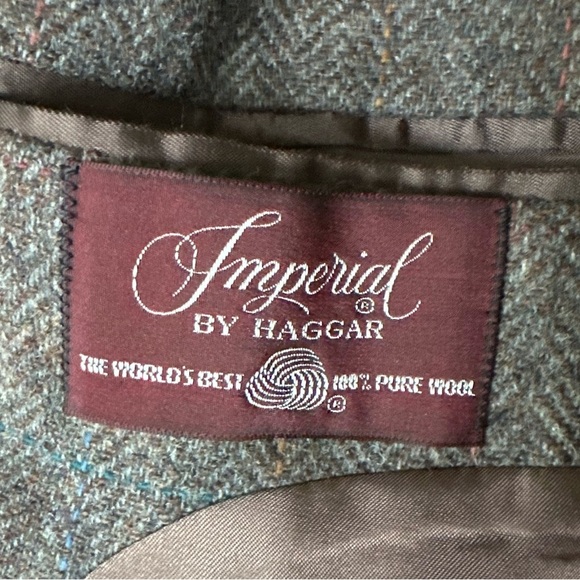 Imperial®
BY HAGGAR
THE WORLD'S BEST 100% PURE WOOL
®